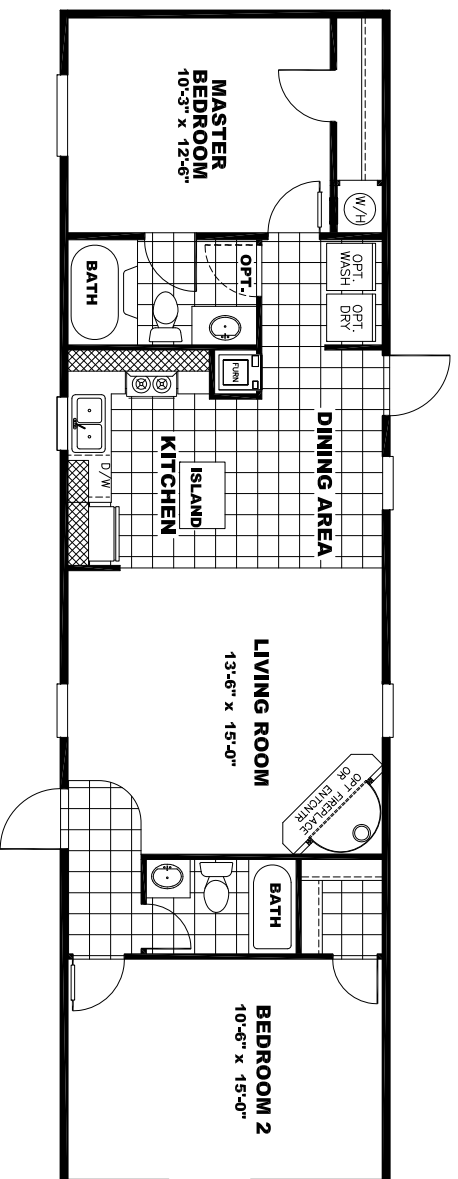 MASTER
BEDROOM
10'-3" x 12'-6"
W/H
BATH
OPT.
OPT.
WASH
OPT.
DRY
FURN
DINING AREA
KITCHEN
ISLAND
D/W
LIVING ROOM
13'-6" x 15'-0"
OPT FIREPLACE
OR
ENTCNTR
BATH
BEDROOM 2
10'-6" x 15'-0"